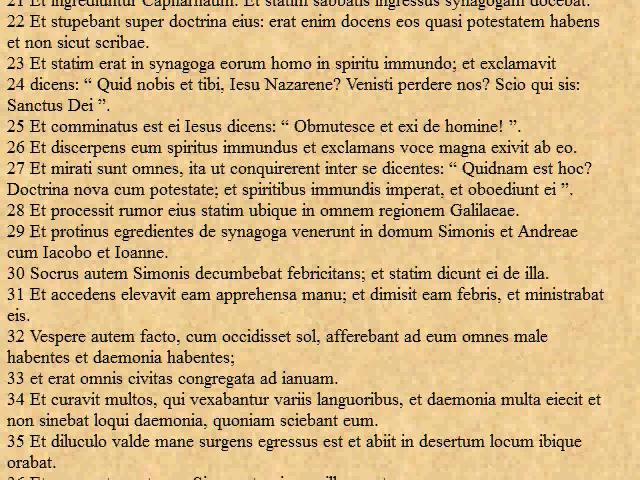 21 Et ingrediuntur Capharnaum. Et statim sabbatis ingressus synagogam docebat.
22 Et stupebant super doctrina eius: erat enim docens eos quasi potestatem habens
et non sicut scribae.
23 Et statim erat in synagoga eorum homo in spiritu immundo; et exclamavit
24 dicens: “ Quid nobis et tibi, Iesu Nazarene? Venisti perdere nos? Scio qui sis:
Sanctus Dei ”.
25 Et comminatus est ei Iesus dicens: “ Obmutesce et exi de homine! ”.
26 Et discerpens eum spiritus immundus et exclamans voce magna exivit ab eo.
27 Et mirati sunt omnes, ita ut conquirerent inter se dicentes: “ Quidnam est hoc?
Doctrina nova cum potestate; et spiritibus immundis imperat, et oboediunt ei ”.
28 Et processit rumor eius statim ubique in omnem regionem Galilaeae.
29 Et protinus egredientes de synagoga venerunt in domum Simonis et Andreae
cum Iacobo et Ioanne.
30 Socrus autem Simonis decumbebat febricitans; et statim dicunt ei de illa.
31 Et accedens elevavit eam apprehensa manu; et dimisit eam febris, et ministrabat
eis.
32 Vespere autem facto, cum occidisset sol, afferebant ad eum omnes male
habentes et daemonia habentes;
33 et erat omnis civitas congregata ad ianuam.
34 Et curavit multos, qui vexabantur variis languoribus, et daemonia multa eiecit et
non sinebat loqui daemonia, quoniam sciebant eum.
35 Et diluculo valde mane surgens egressus est et abiit in desertum locum ibique
orabat.